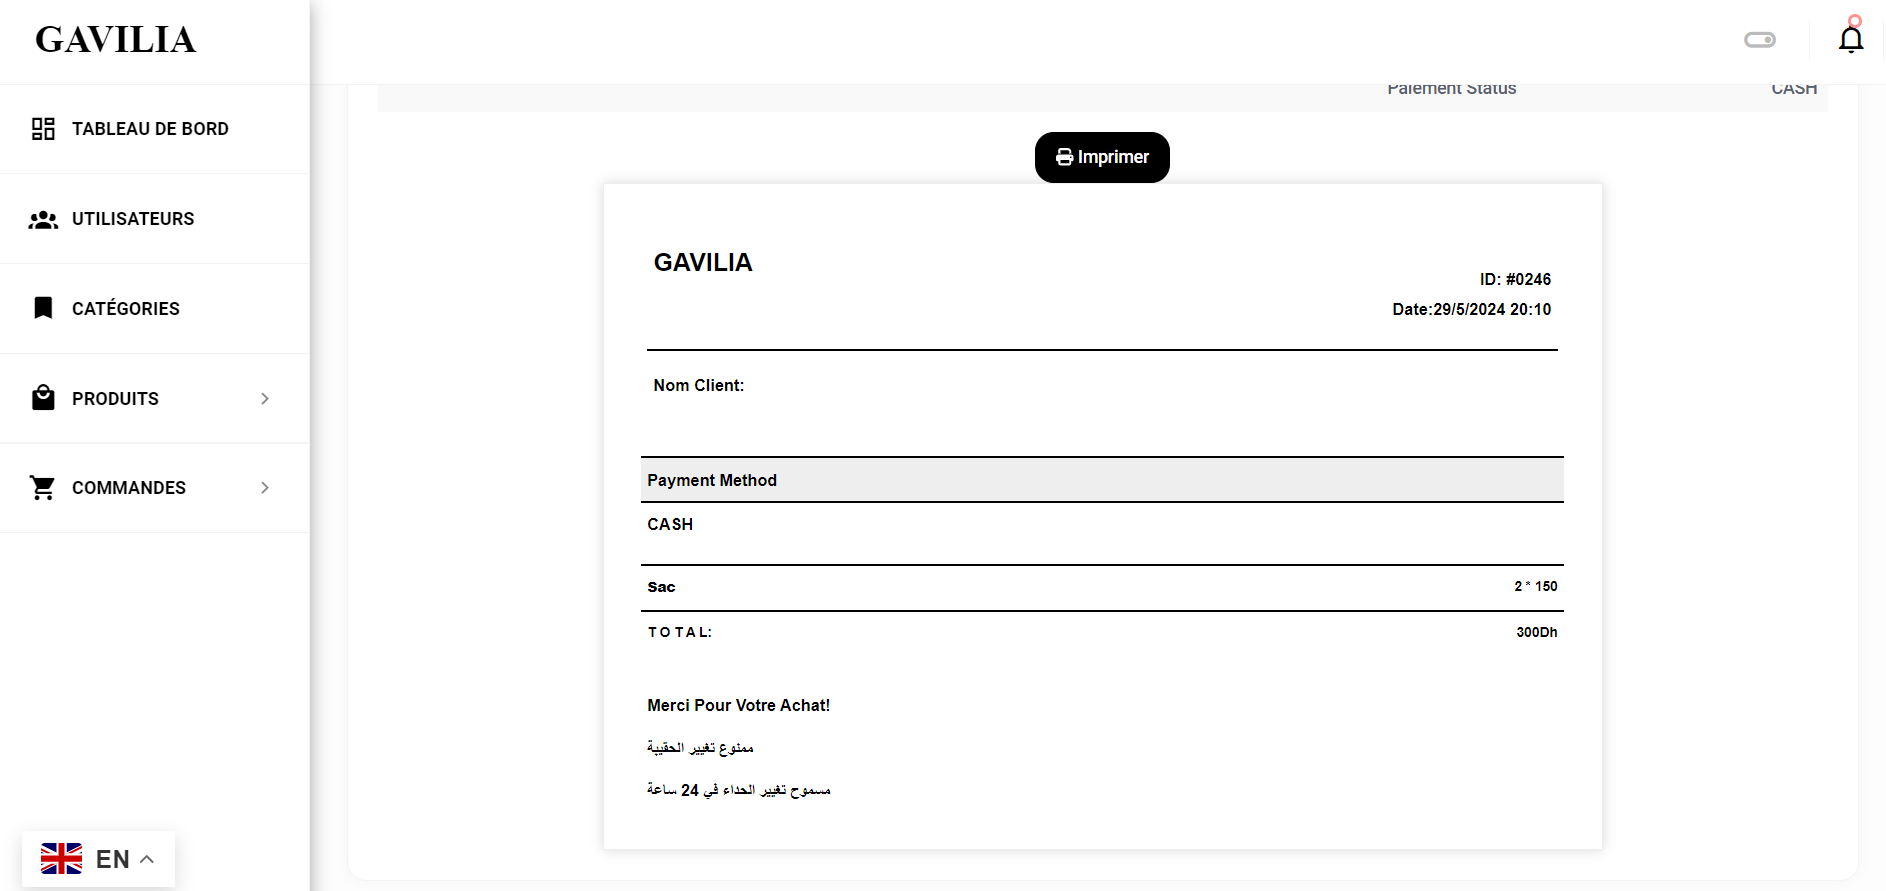 GAVILIA
TABLEAU DE BORD
UTILISATEURS
CATÉGORIES
PRODUITS
COMMANDES
EN
Paiement Status CASH
Imprimer
GAVILIA
ID: #0246
Date:29/5/2024 20:10
Nom Client:
Payment Method
CASH
Sac 2 * 150
TOTAL: 300Dh
Merci Pour Votre Achat!
ممنوع تغيير الحقيبة
مسموح تغيير الحداء في 24 ساعة